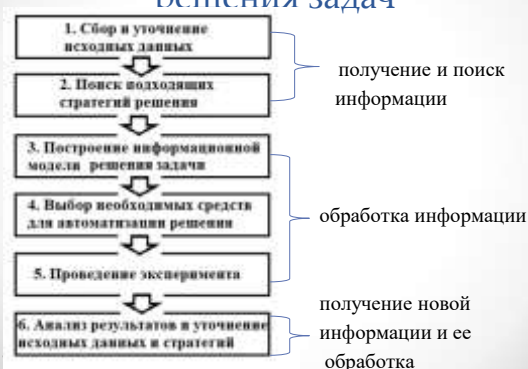 решения задач
1. Сбор и уточнение
исходных данных
2. Поиск подходящих
стратегий решения
получение и поиск
информации
3. Построение информационной
модели решения задачи
4. Выбор необходимых средств
для автоматизации решения
5. Проведение эксперимента
обработка информации
6. Анализ результатов и уточнение
исходных данных и стратегий
получение новой
информации и ее
обработка